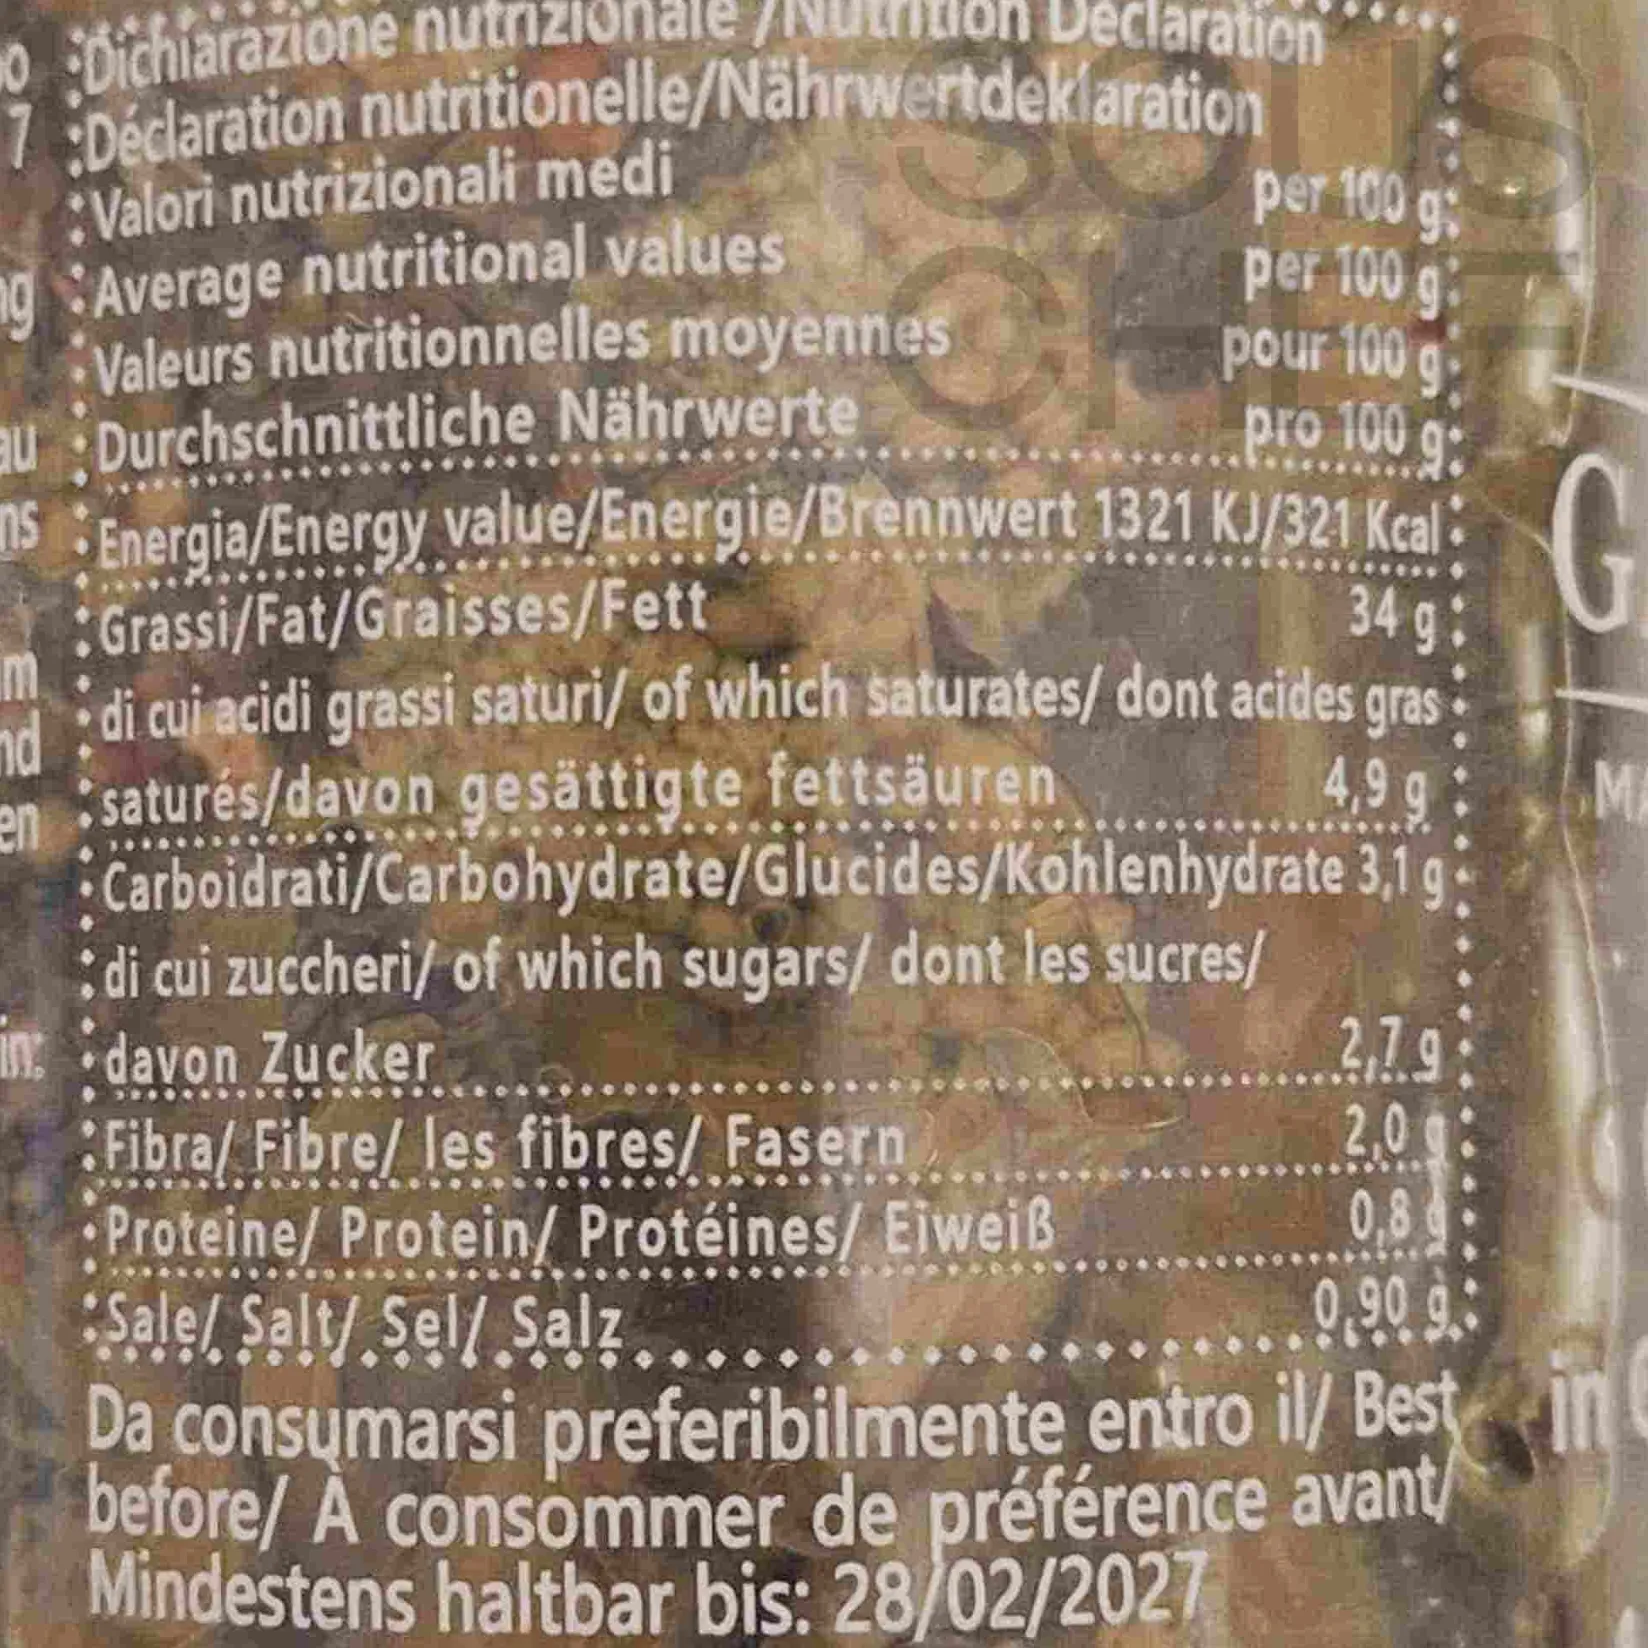 Dichiarazione nutrizionale /Nutrition Declaration
Déclaration nutritionelle/Nährwertdeklaration
Valori nutrizionali medi per 100 g
Average nutritional values per 100 g
Valeurs nutritionnelles moyennes pour 100 g
Durchschnittliche Nährwerte pro 100 g
Energia/Energy value/Energie/Brennwert 1321 KJ/321 Kcal
Grassi/Fat/Graisses/Fett 34 g
di cui acidi grassi saturi/ of which saturates/ dont acides gras
saturés/davon gesättigte fettsäuren 4,9 g
Carboidrati/Carbohydrate/Glucides/Kohlenhydrate 3,1 g
di cui zuccheri/ of which sugars/ dont les sucres/
davon Zucker 2,7 g
Fibra/ Fibre/ les fibres/ Fasern 2,0 g
Proteine/ Protein/ Protéines/ Eiweiß 0,8 g
Sale/ Salt/ Sel/ Salz 0,90 g
Da consumarsi preferibilmente entro il/ Best
before/ À consommer de préférence avant/
Mindestens haltbar bis: 28/02/2027